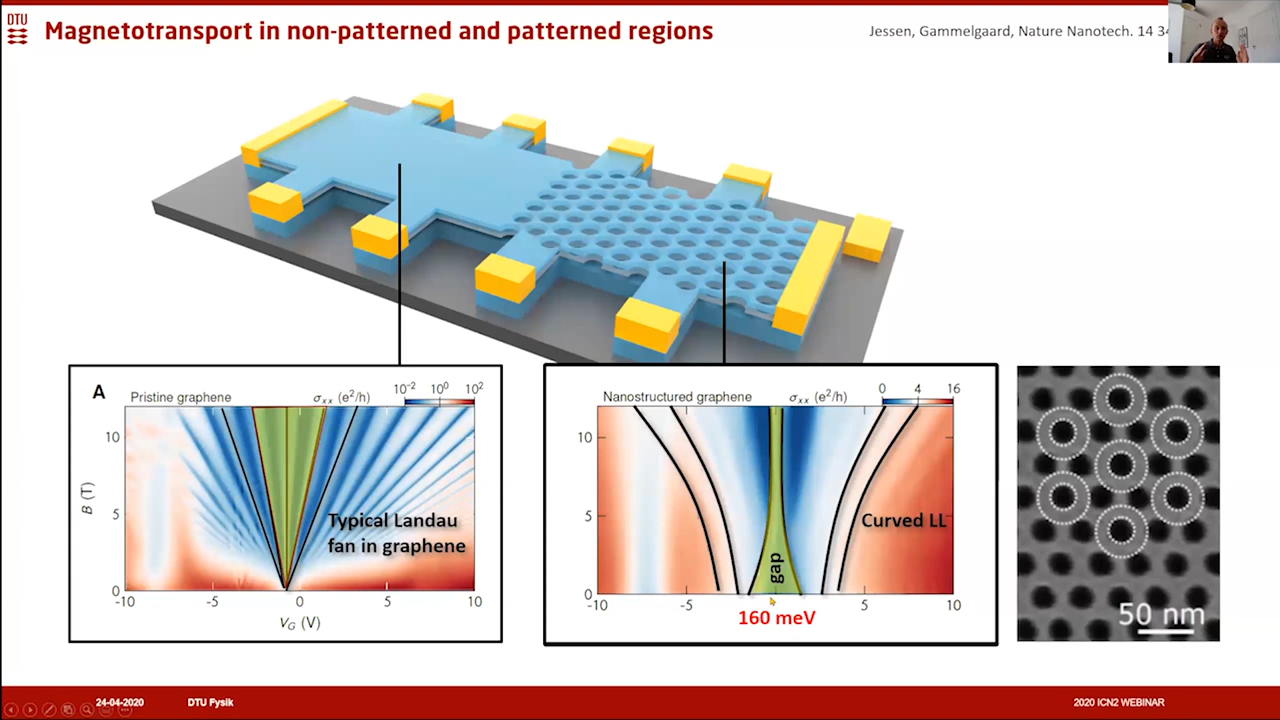 DTU
Magnetotransport in non-patterned and patterned regions
Jessen, Gammelgaard, Nature Nanotech. 14
A
Pristine graphene
σxx (e²/h)
10⁻² 10⁰ 10²
10
5
0
B (T)
Typical Landau
fan in graphene
-10 -5 0 5 10
VG (V)
Nanostructured graphene
σxx (e²/h)
0 4 16
10
5
0
Curved LL
gap
-10 -5 5 10
160 meV
50 nm
24-04-2020
DTU Fysik
2020 ICN2 WEBINAR